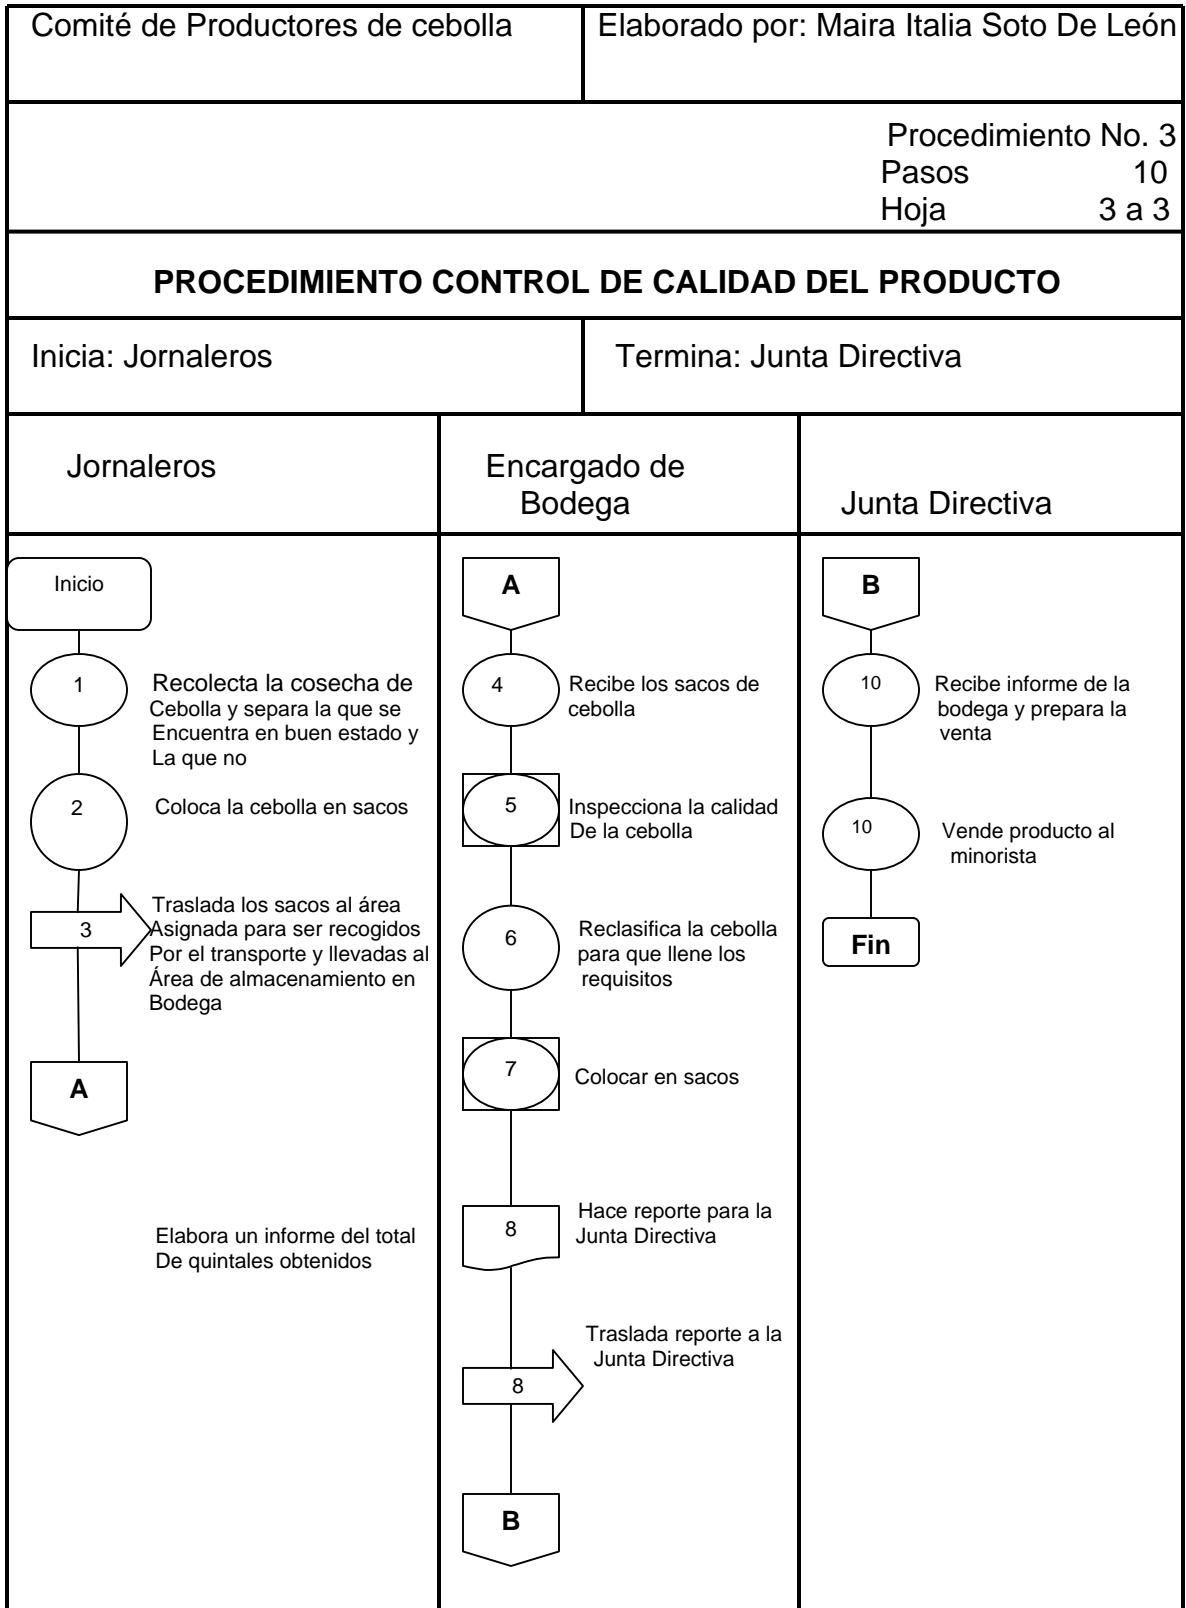 Comité de Productores de cebolla
Elaborado por: Maira Italia Soto De León
Procedimiento No. 3
Pasos 10
Hoja 3 a 3
PROCEDIMIENTO CONTROL DE CALIDAD DEL PRODUCTO
Inicia: Jornaleros
Termina: Junta Directiva
Jornaleros
Encargado de
Bodega
Junta Directiva
Inicio
1
Recolecta la cosecha de
Cebolla y separa la que se
Encuentra en buen estado y
La que no
2
Coloca la cebolla en sacos
3
Traslada los sacos al área
Asignada para ser recogidos
Por el transporte y llevadas al
Área de almacenamiento en
Bodega
A
Elabora un informe del total
De quintales obtenidos
A
4
Recibe los sacos de
cebolla
5
Inspecciona la calidad
De la cebolla
6
Reclasifica la cebolla
para que llene los
requisitos
7
Colocar en sacos
8
Hace reporte para la
Junta Directiva
8
Traslada reporte a la
Junta Directiva
B
B
10
Recibe informe de la
bodega y prepara la
venta
10
Vende producto al
minorista
Fin